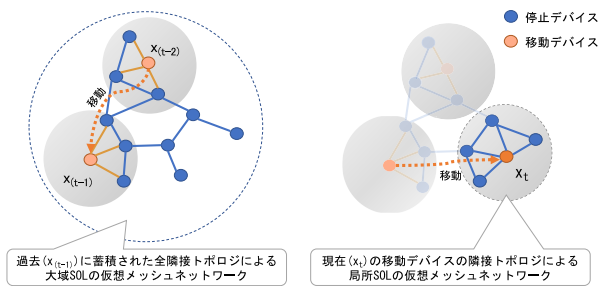 停止デバイス
移動デバイス
x(t-2)
移動
x(t-1)
移動
xt
過去(x(t-1))に蓄積された全隣接トポロジによる
大域SOLの仮想メッシュネットワーク
現在(xt)の移動デバイスの隣接トポロジによる
局所SOLの仮想メッシュネットワーク